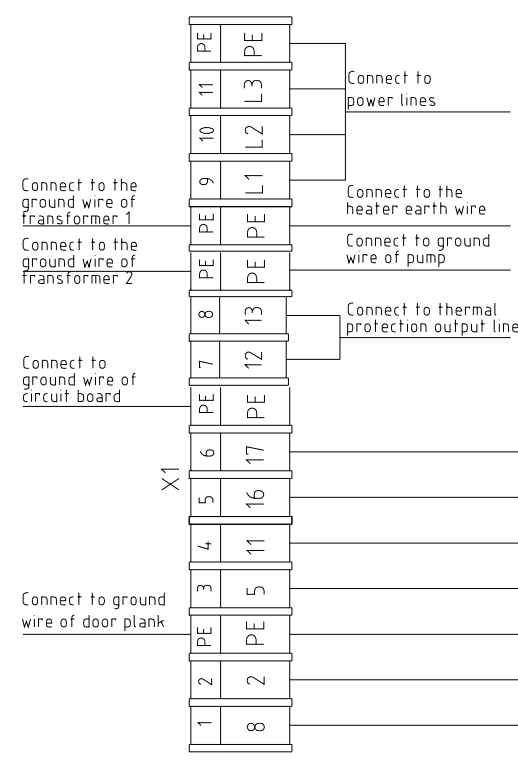 PE PE
11 L3
Connect to
power lines
10 L2
9 L1
Connect to the
ground wire of
transformer 1
Connect to the
heater earth wire
PE PE
Connect to the
ground wire of
transformer 2
Connect to ground
wire of pump
PE PE
8 13
Connect to thermal
protection output line
7 12
Connect to
ground wire of
circuit board
PE PE
6 17
X1
5 16
4 11
3 5
Connect to ground
wire of door plank
PE PE
2 2
1 8